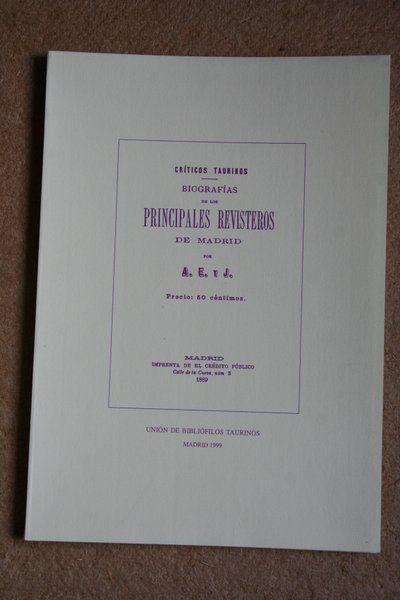 CRÍTICOS TAURINOS
BIOGRAFÍAS
DE LOS
PRINCIPALES REVISTEROS
DE MADRID
POR
A. E. Y J.
Precio: 50 céntimos.
MADRID
IMPRENTA DE EL CRÉDITO PÚBLICO
Calle de la Cueva, núm 5
1889
UNIÓN DE BIBLIÓFILOS TAURINOS
MADRID 1999